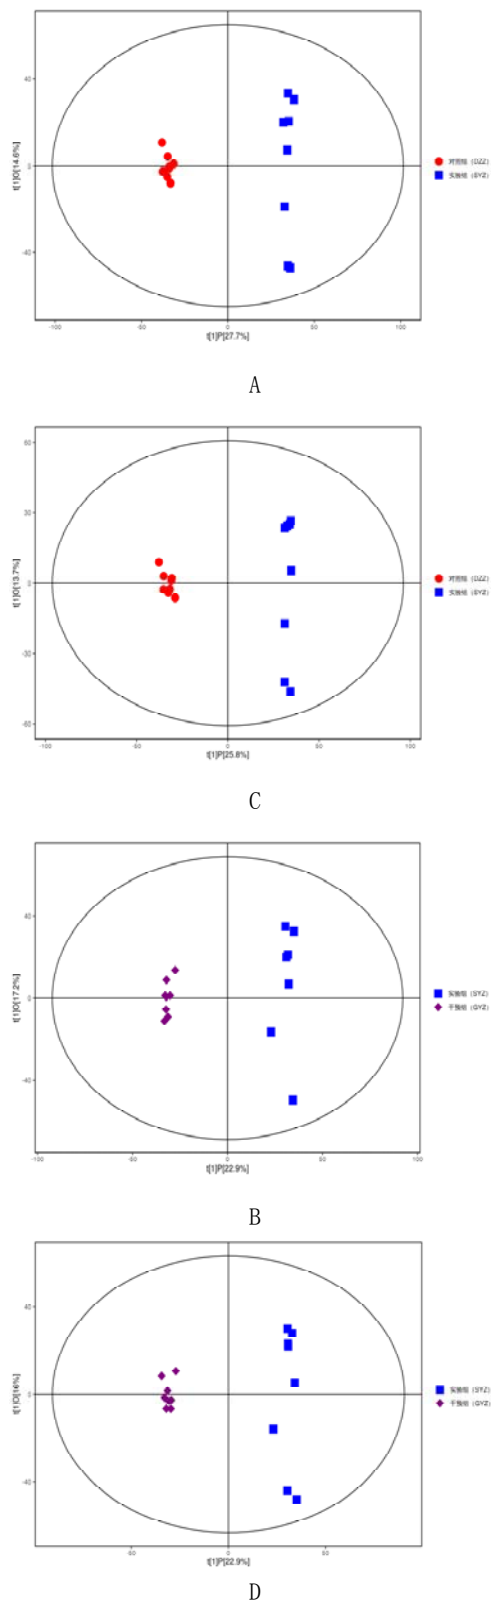 40
0
-40
t[1]O[14.6%]
-100
-50
0
50
100
t[1]P[27.7%]
对照组（DZZ）
实验组（SYZ）
A
60
30
0
-30
-60
t[1]O[13.7%]
-100
-50
0
50
100
t[1]P[25.8%]
对照组（DZZ）
实验组（SYZ）
C
40
0
-40
t[1]O[17.2%]
-100
-50
0
50
100
t[1]P[22.9%]
实验组（SYZ）
干预组（GYZ）
B
40
0
-40
t[1]O[16%]
-50
0
50
t[1]P[22.9%]
实验组（SYZ）
干预组（GYZ）
D